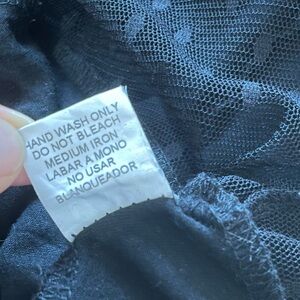 HAND WASH ONLY
DO NOT BLEACH
MEDIUM IRON
LABAR A MONO
NO USAR
BLANQUEADOR